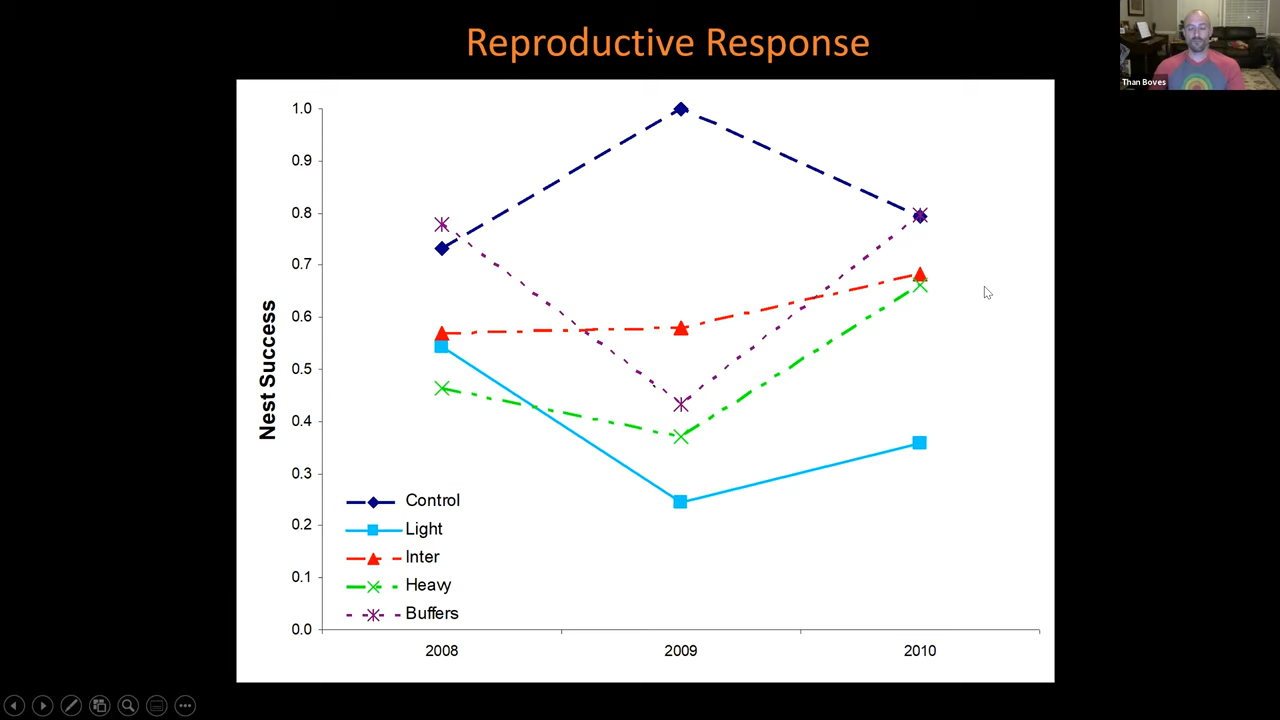 Reproductive Response
Than Boves
1.0
0.9
0.8
0.7
0.6
0.5
0.4
0.3
0.2
0.1
0.0
Nest Success
Control
Light
Inter
Heavy
Buffers
2008 2009 2010